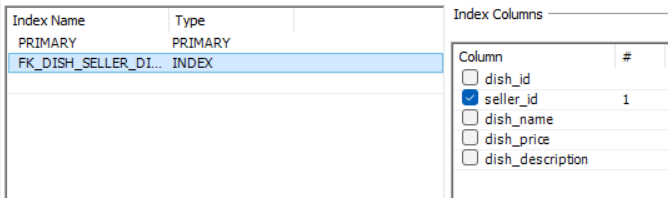 Index Name Type
PRIMARY PRIMARY
FK_DISH_SELLER_DI... INDEX
Index Columns
Column #
dish_id
seller_id 1
dish_name
dish_price
dish_description